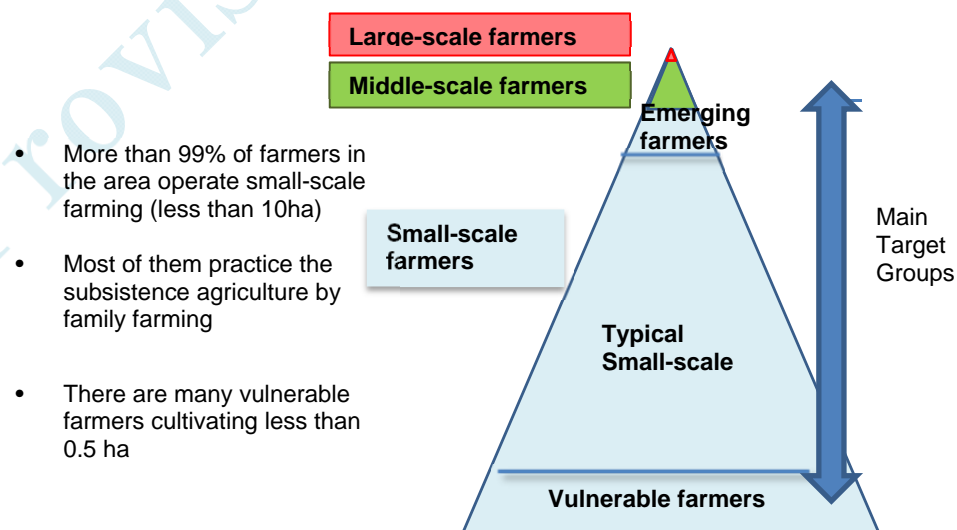 rovis
Large-scale farmers
Middle-scale farmers
Emerging
farmers
• More than 99% of farmers in
the area operate small-scale
farming (less than 10ha)
• Most of them practice the
subsistence agriculture by
family farming
• There are many vulnerable
farmers cultivating less than
0.5 ha
Small-scale
farmers
Typical
Small-scale
Vulnerable farmers
Main
Target
Groups